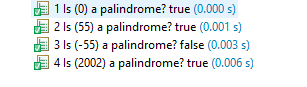 1 Is (0) a palindrome? true (0.000 s)
2 Is (55) a palindrome? true (0.001 s)
3 Is (-55) a palindrome? false (0.003 s)
4 Is (2002) a palindrome? true (0.006 s)